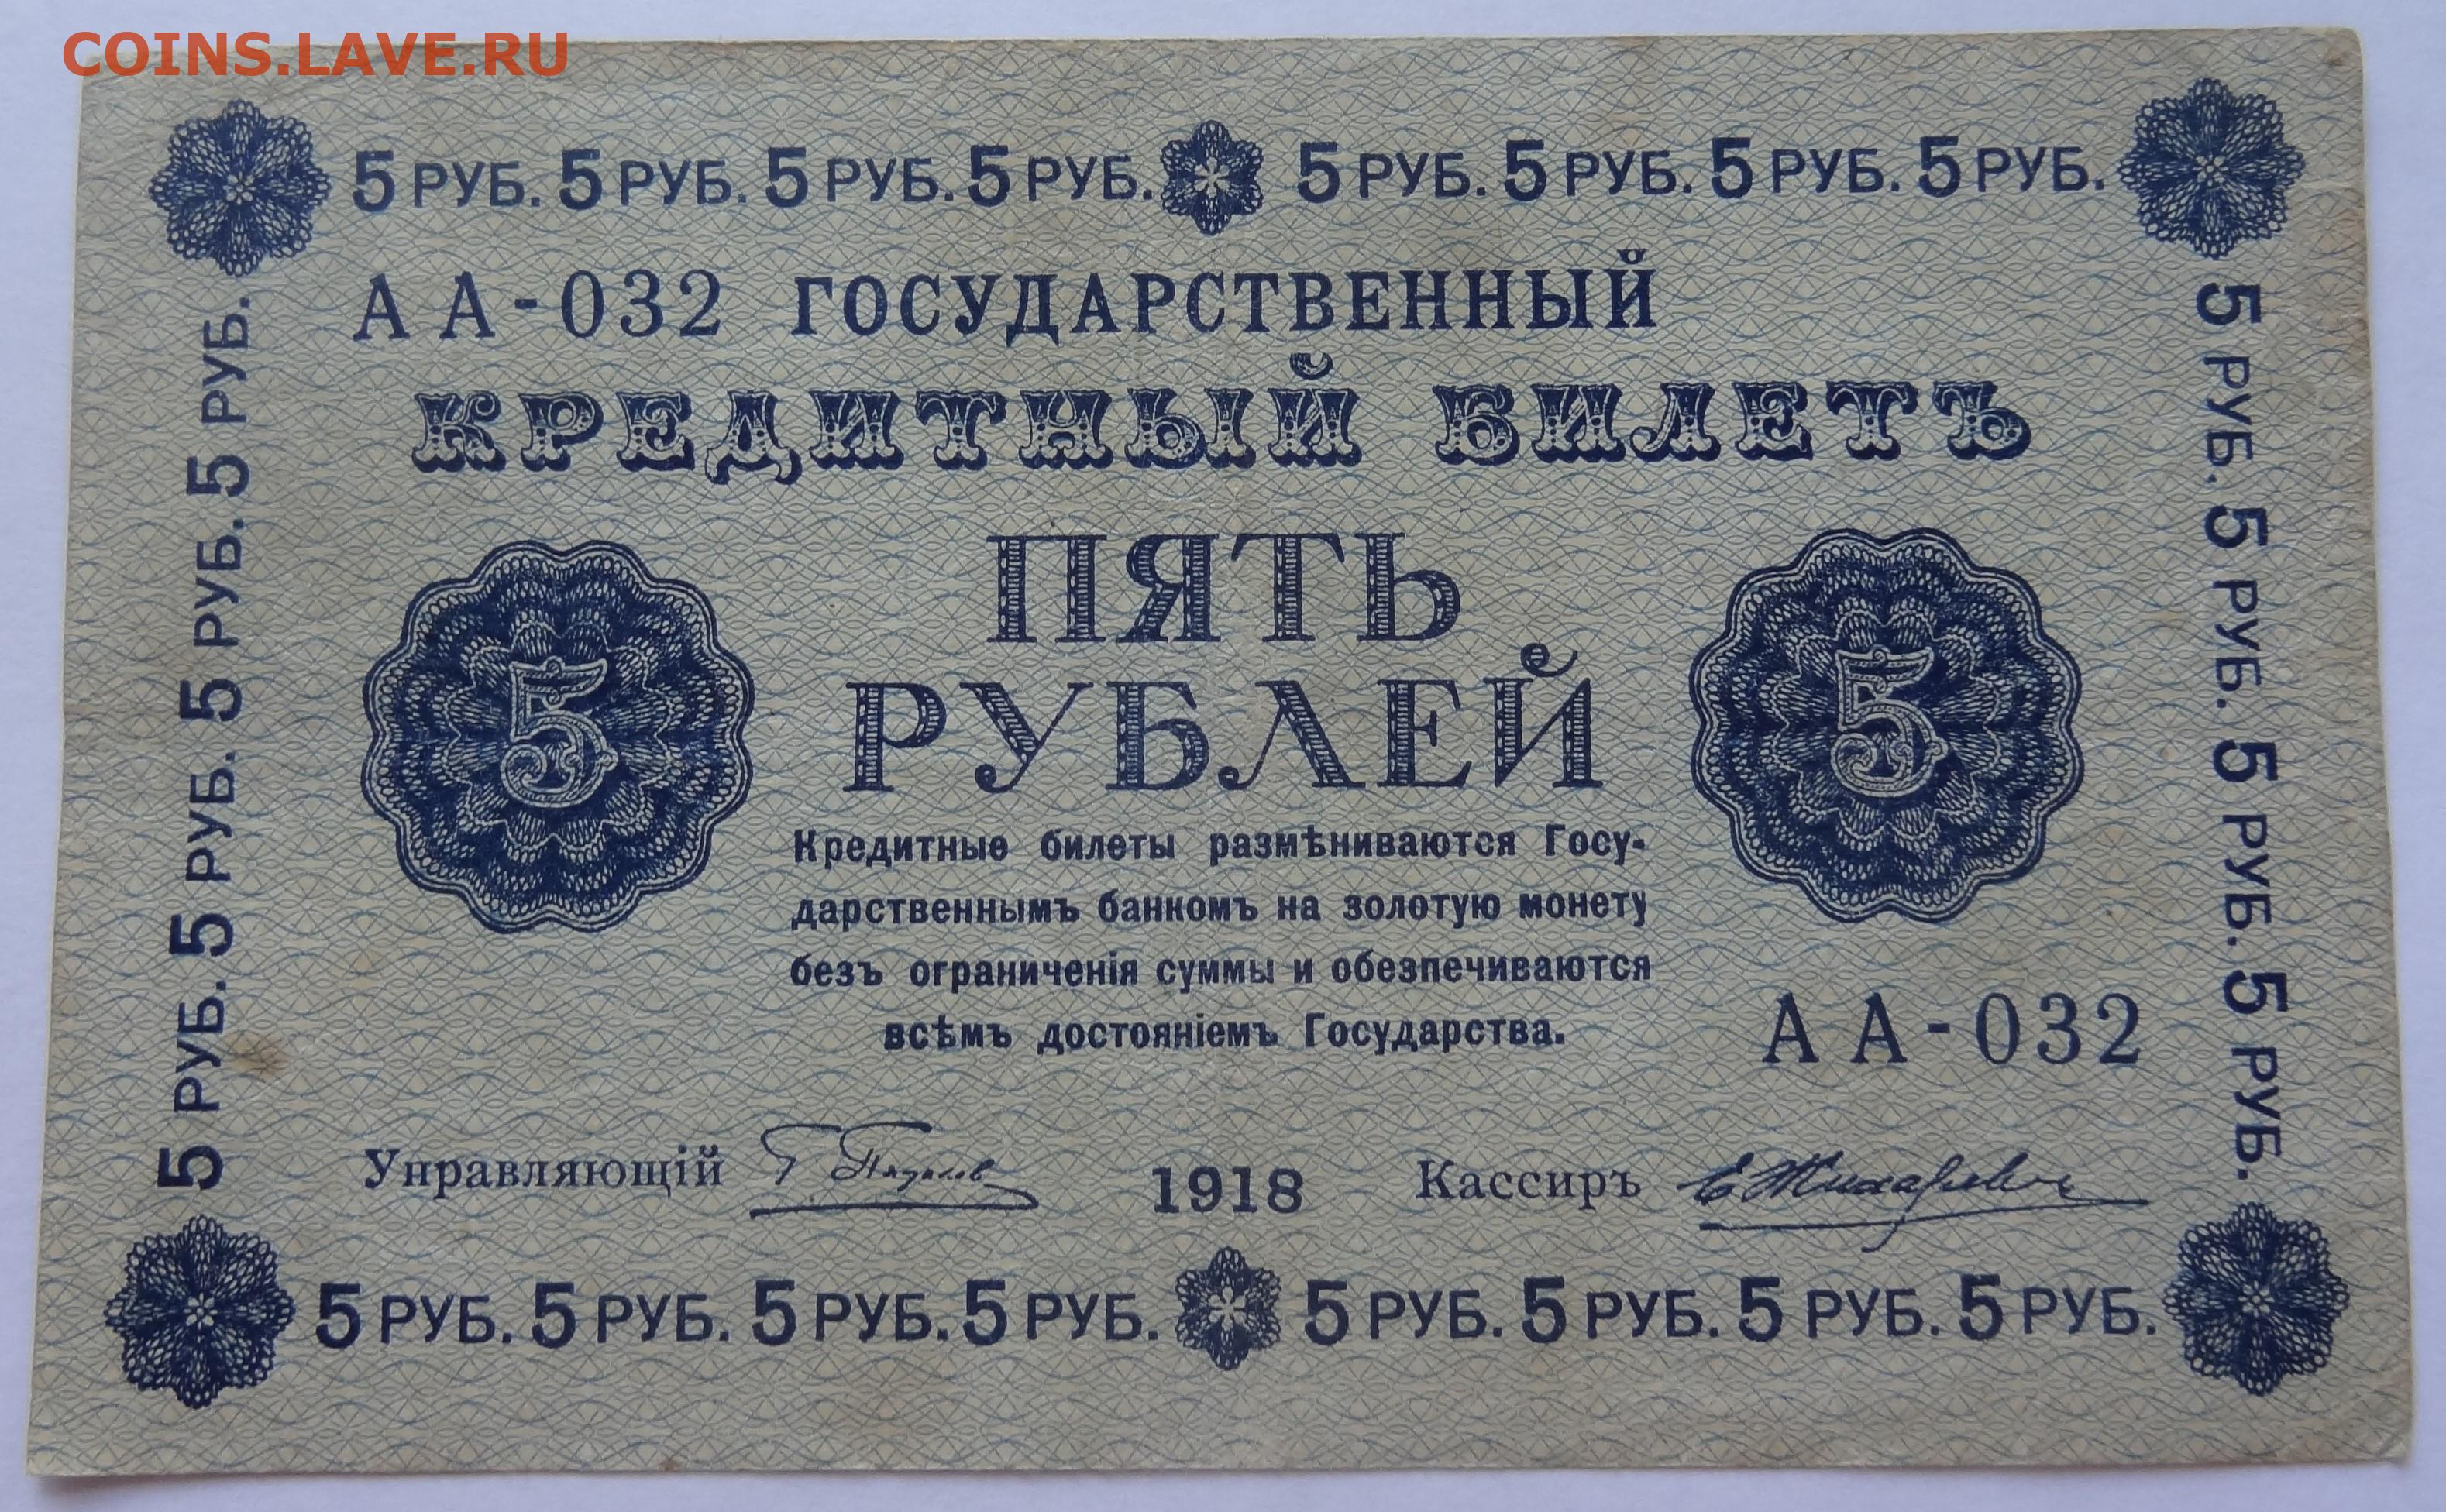 COINS.LAVE.RU
5 РУБ. 5 РУБ. 5 РУБ. 5 РУБ. 5 РУБ. 5 РУБ. 5 РУБ. 5 РУБ.
5 РУБ. 5 РУБ. 5 РУБ. 5 РУБ.
АА-032 ГОСУДАРСТВЕННЫЙ
КРЕДИТНЫЙ БИЛЕТЪ
ПЯТЬ
РУБЛЕЙ
5
5
Кредитные билеты размѣниваются Госу-
дарственнымъ банкомъ на золотую монету
безъ ограниченія суммы и обезпечиваются
всѣмъ достояніемъ Государства.
АА-032
Управляющій
1918
Кассиръ
5 РУБ. 5 РУБ. 5 РУБ. 5 РУБ.
5 РУБ. 5 РУБ. 5 РУБ. 5 РУБ. 5 РУБ. 5 РУБ. 5 РУБ. 5 РУБ.